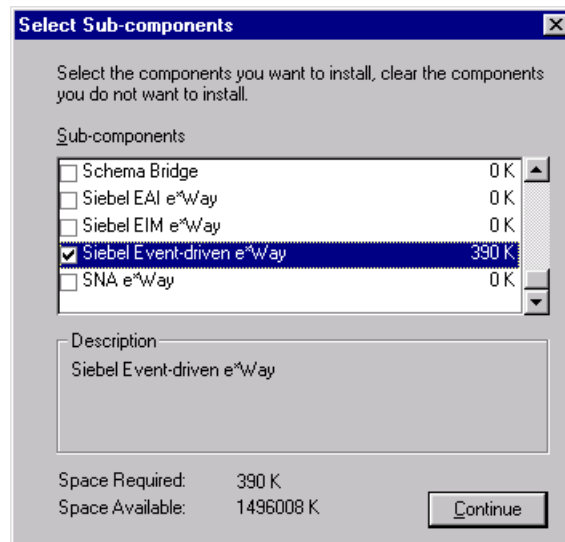 Select Sub-components
Select the components you want to install, clear the components
you do not want to install.
Sub-components
Schema Bridge 0 K
Siebel EAI e*Way 0 K
Siebel EIM e*Way 0 K
Siebel Event-driven e*Way 390 K
SNA e*Way 0 K
Description
Siebel Event-driven e*Way
Space Required: 390 K
Space Available: 1496008 K
Continue